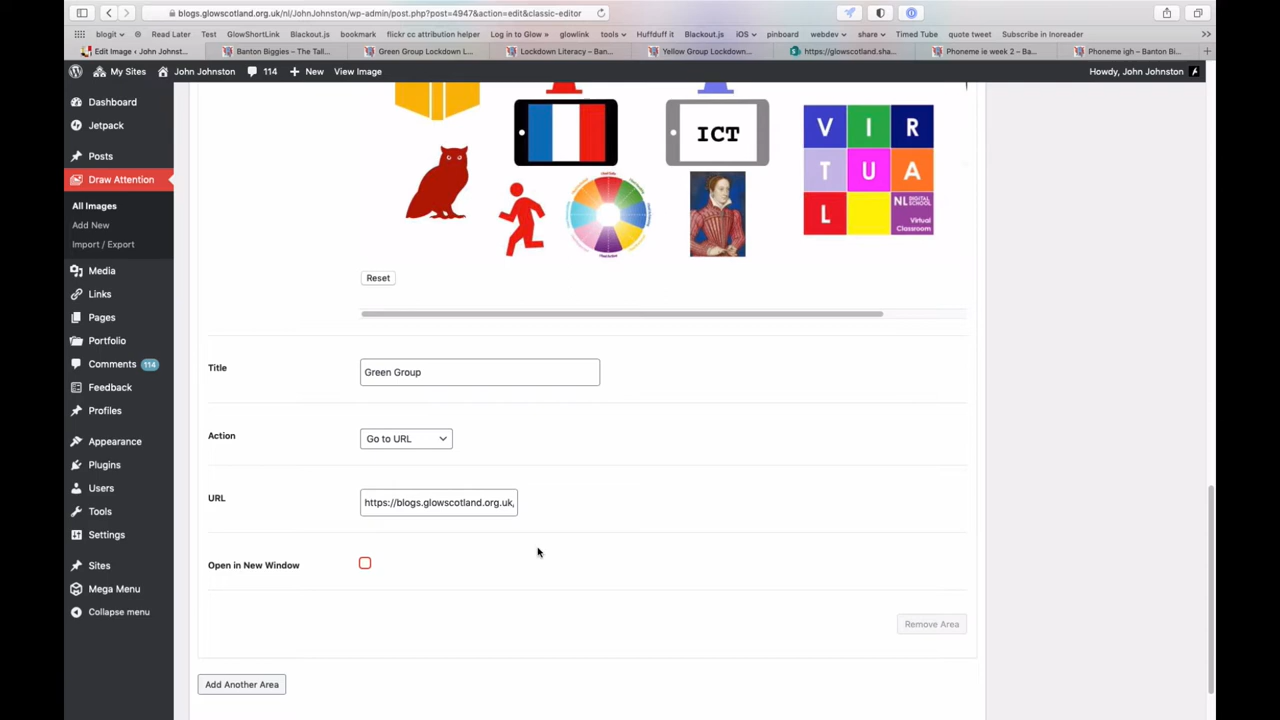 blogs.glowscotland.org.uk/nl/JohnJohnston/wp-admin/post.php?post=4947&action=edit&classic-editor
blogit Read Later Test GlowShortLink Blackout.js bookmark flickr cc attribution helper Log in to Glow » glowlink tools Huffduff it Blackout.js iOS pinboard webdev share Timed Tube quote tweet Subscribe in Inoreader
Edit Image ‹ John Johnst... Banton Biggies – The Tall... Green Group Lockdown L... Lockdown Literacy – Ban... Yellow Group Lockdown... https://glowscotland.sha... Phoneme ie week 2 – Ba... Phoneme igh – Banton Bi...
My Sites John Johnston 114 New View Image Howdy, John Johnston
Dashboard
Jetpack
Posts
Draw Attention
All Images
Add New
Import / Export
Media
Links
Pages
Portfolio
Comments 114
Feedback
Profiles
Appearance
Plugins
Users
Tools
Settings
Sites
Mega Menu
Collapse menu
ICT
V I R
T U A
L NL DIGITAL SCHOOL Virtual Classroom
Reset
Title Green Group
Action Go to URL
URL https://blogs.glowscotland.org.uk,
Open in New Window
Remove Area
Add Another Area